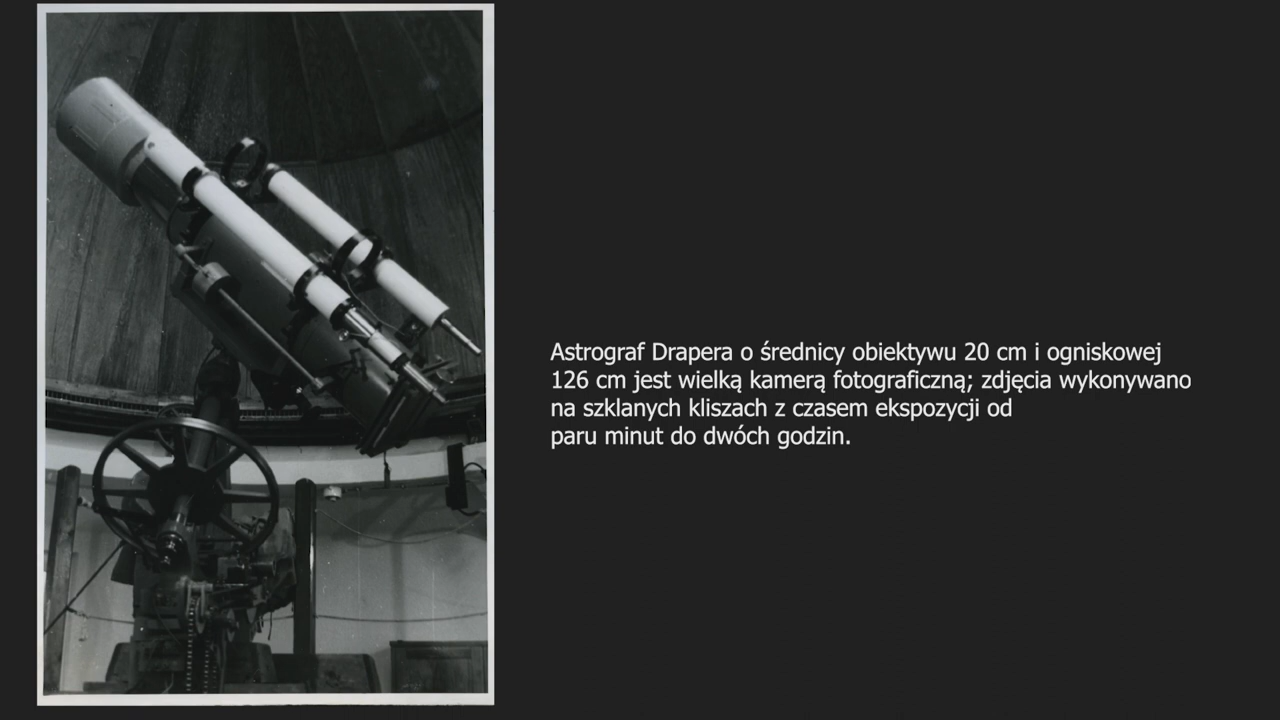 Astrograf Drapera o średnicy obiektywu 20 cm i ogniskowej
126 cm jest wielką kamerą fotograficzną; zdjęcia wykonywano
na szklanych kliszach z czasem ekspozycji od
paru minut do dwóch godzin.